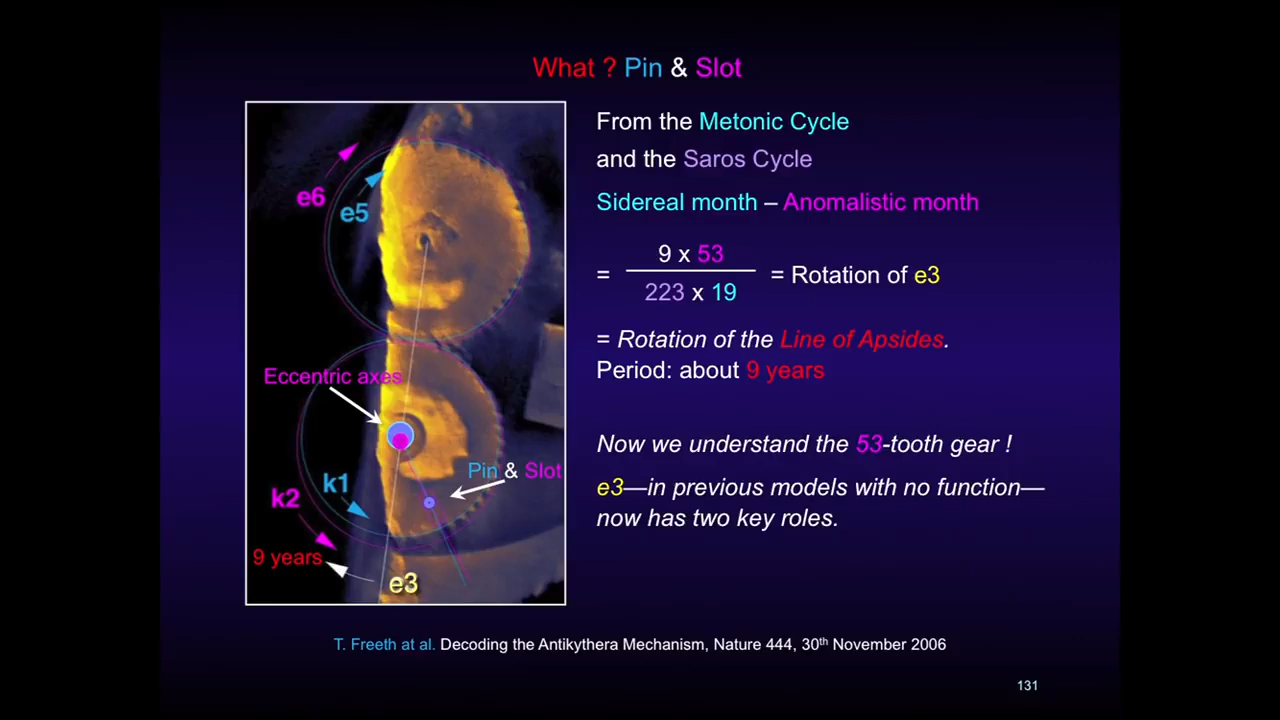 What ? Pin & Slot
e6
e5
Eccentric axes
Pin & Slot
k1
k2
9 years
e3
From the Metonic Cycle
and the Saros Cycle
Sidereal month – Anomalistic month
= 9 x 53 / 223 x 19 = Rotation of e3
= Rotation of the Line of Apsides.
Period: about 9 years
Now we understand the 53-tooth gear !
e3—in previous models with no function—
now has two key roles.
T. Freeth at al. Decoding the Antikythera Mechanism, Nature 444, 30th November 2006
131